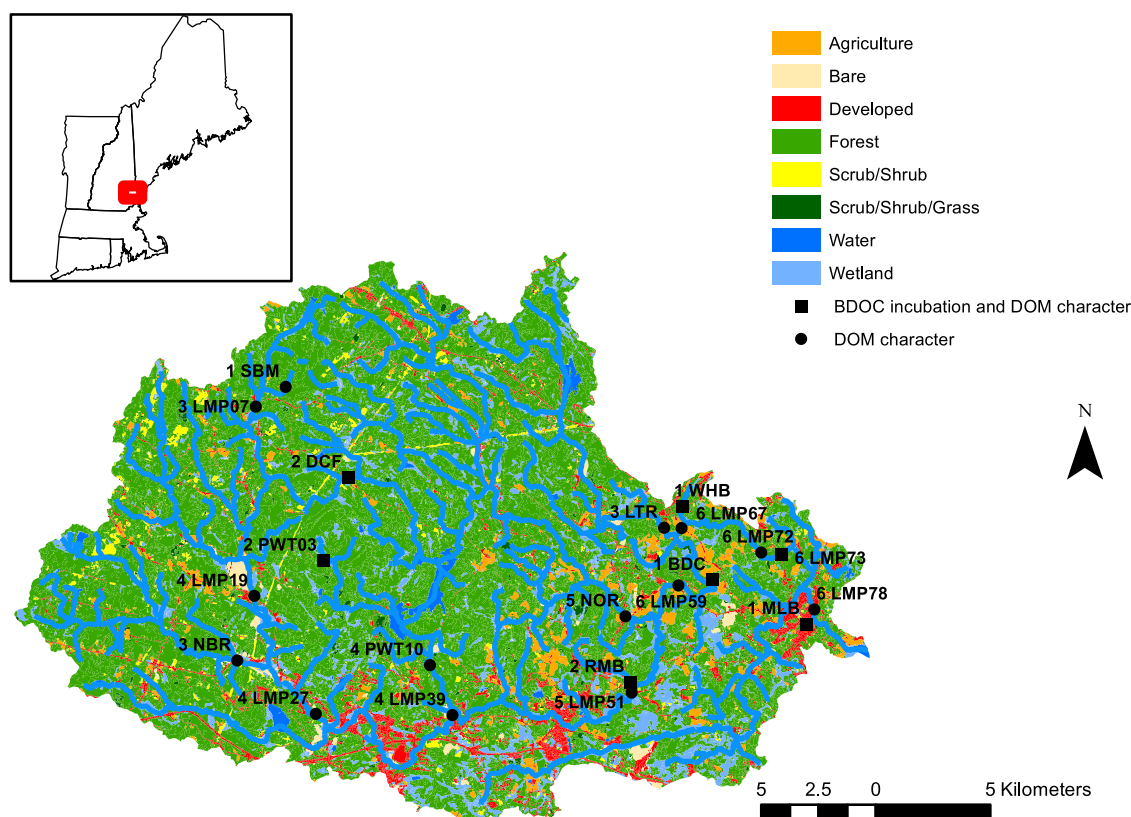 Agriculture
Bare
Developed
Forest
Scrub/Shrub
Scrub/Shrub/Grass
Water
Wetland
BDOC incubation and DOM character
DOM character
1 SBM
3 LMP07
2 DCF
1 WHB
3 LTR
6 LMP67
6 LMP72
2 PWT03
1 BDC
6 LMP73
4 LMP19
6 LMP59
6 LMP78
5 NOR
1 MLB
3 NBR
4 PWT10
2 RMB
4 LMP27
4 LMP39
5 LMP51
N
5 2.5 0 5 Kilometers